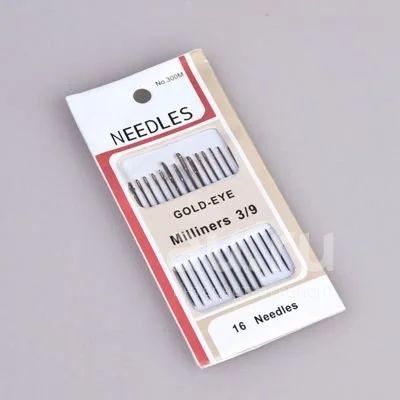 No.300M
NEEDLES
GOLD-EYE
Milliners 3/9
16 Needles